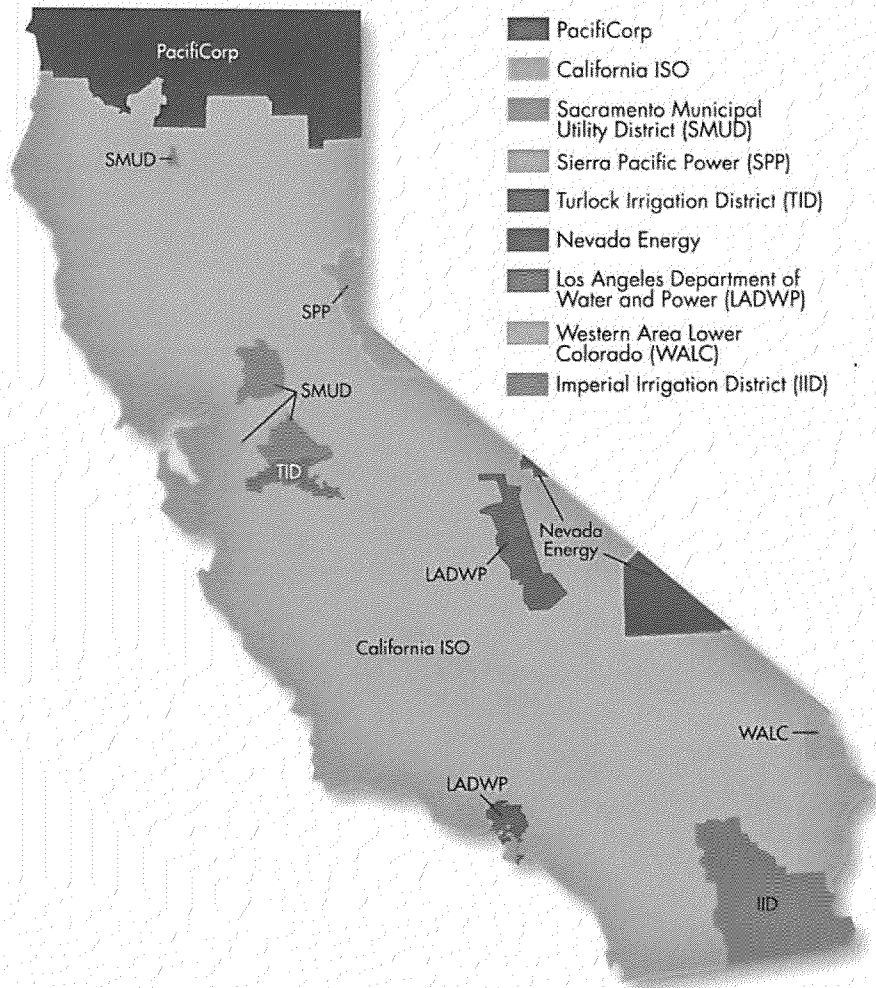 PacifiCorp
PacifiCorp
California ISO
Sacramento Municipal
Utility District (SMUD)
Sierra Pacific Power (SPP)
Turlock Irrigation District (TID)
Nevada Energy
Los Angeles Department of
Water and Power (LADWP)
Western Area Lower
Colorado (WALC)
Imperial Irrigation District (IID)
SMUD
SPP
SMUD
TID
Nevada
Energy
LADWP
California ISO
WALC
LADWP
IID